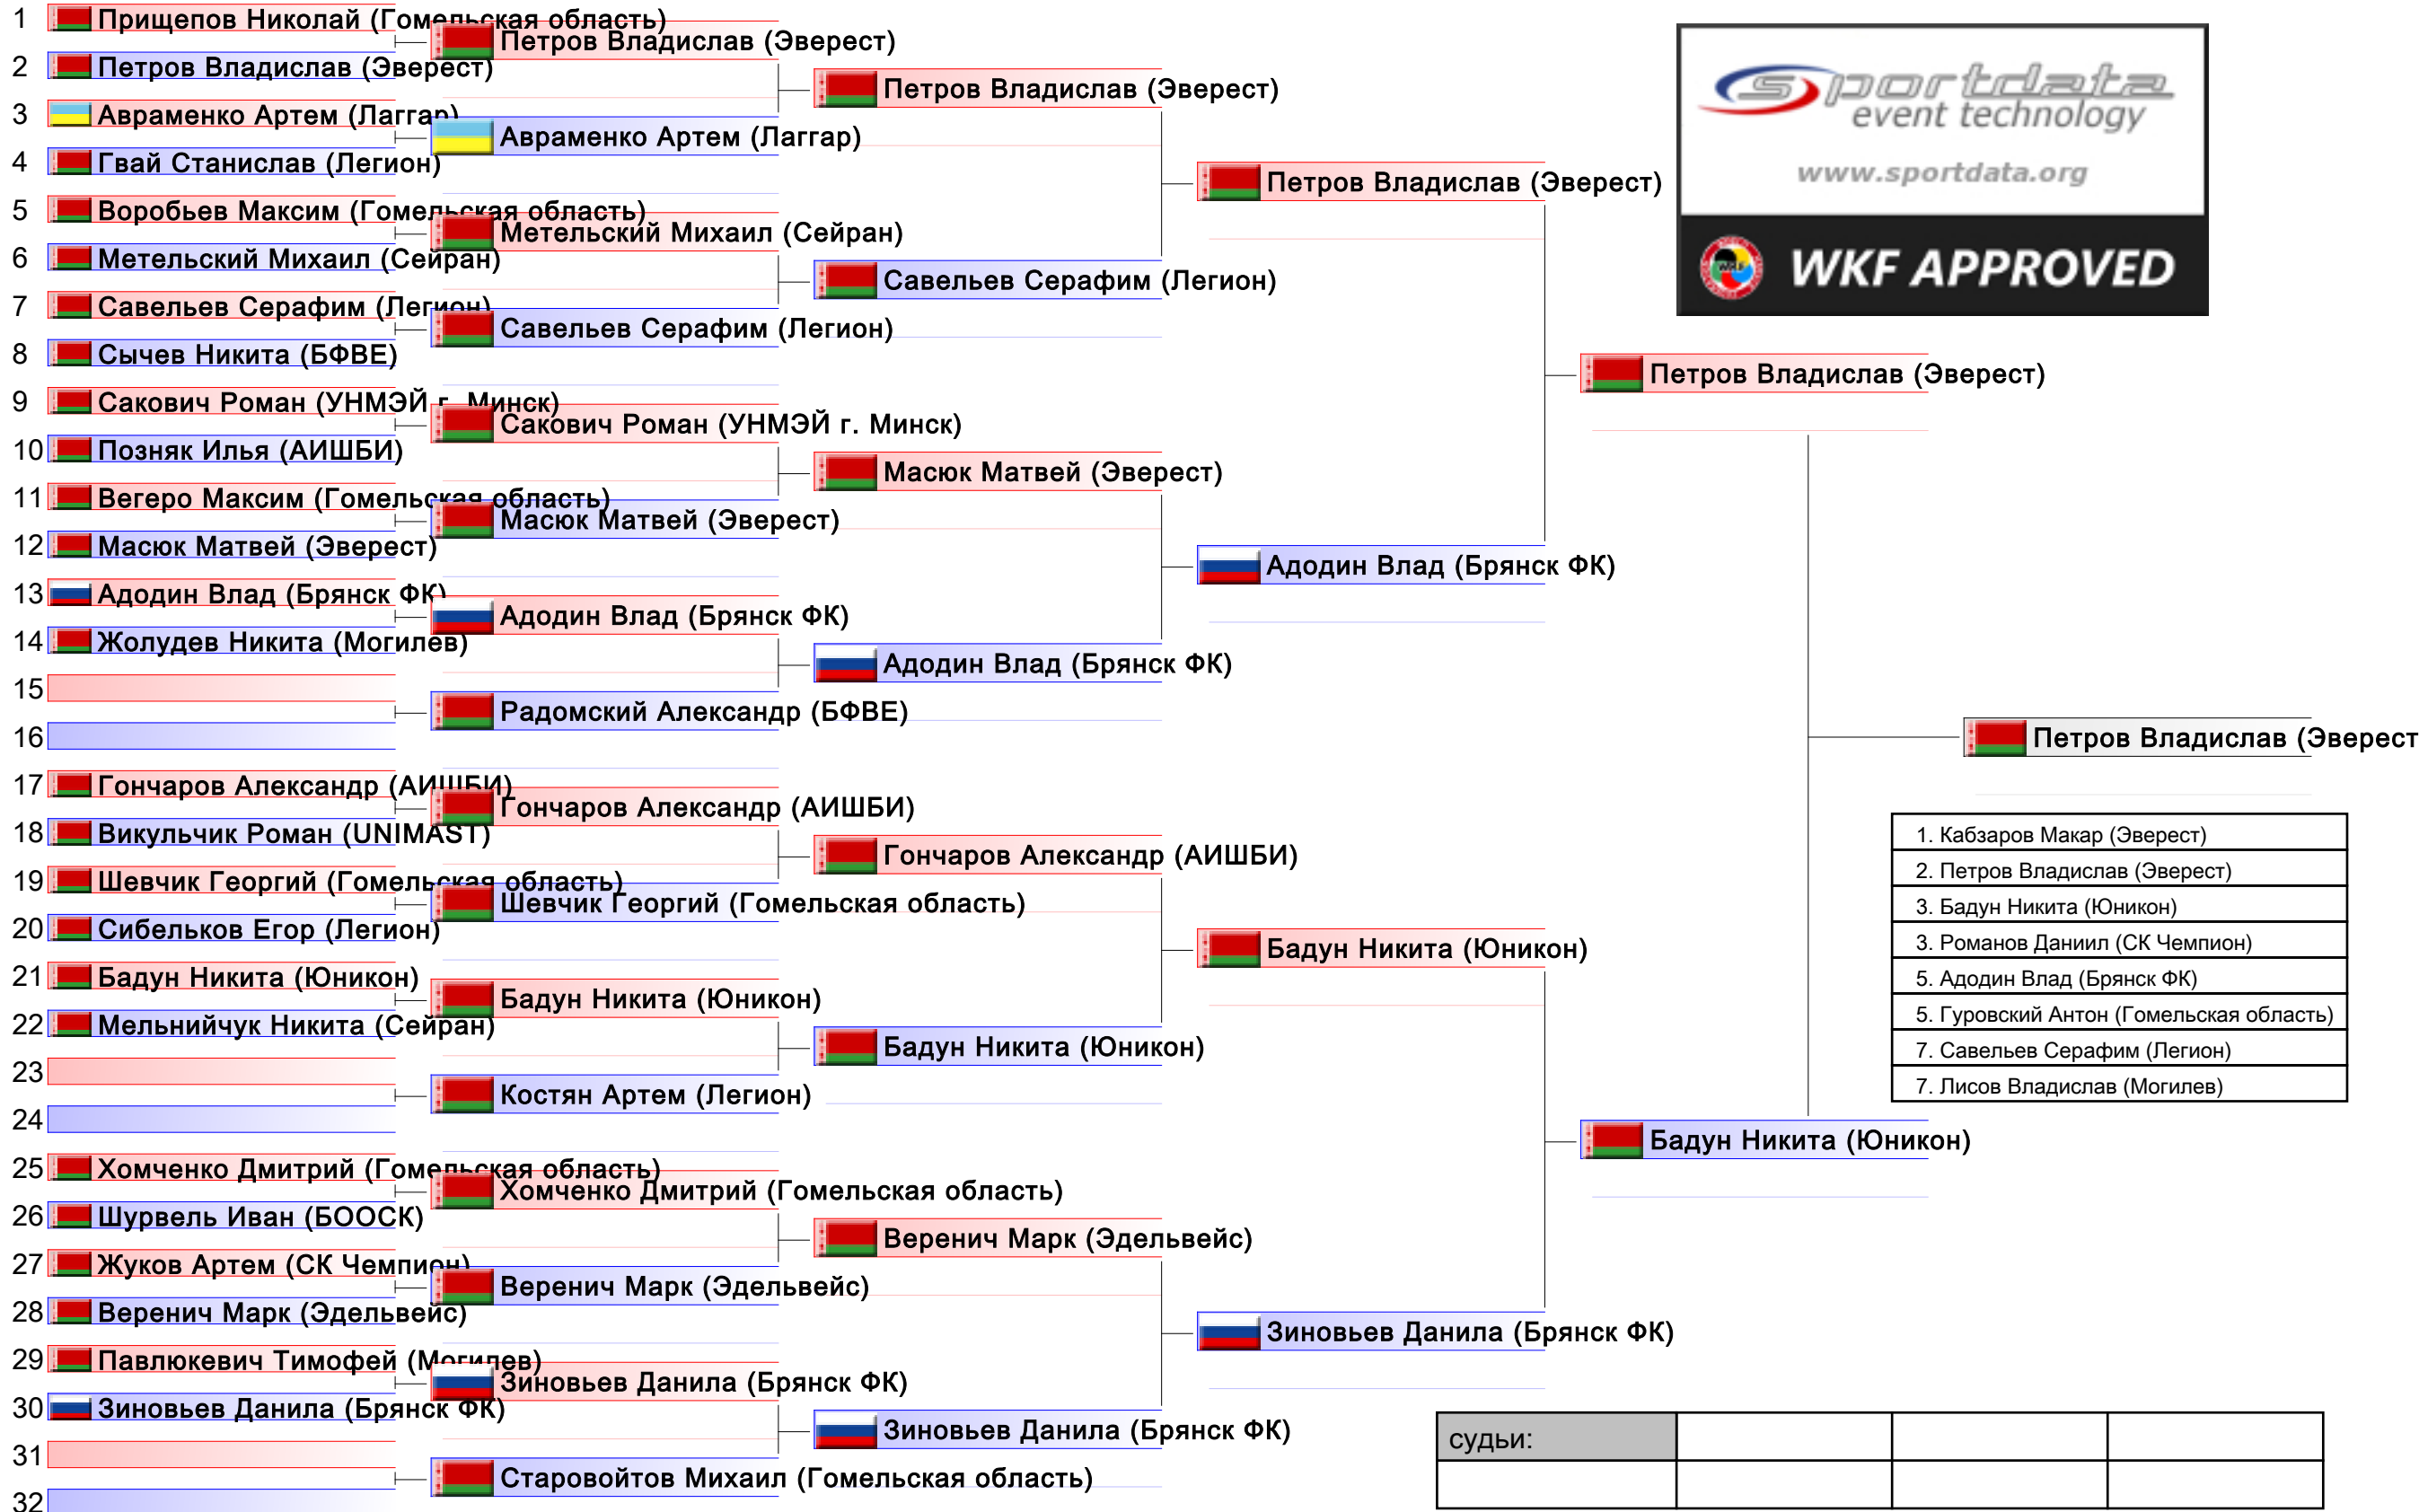 1 Прищепов Николай (Гомельская область)
2 Петров Владислав (Эверест)
3 Авраменко Артем (Лаггар)
4 Гвай Станислав (Легион)
5 Воробьев Максим (Гомельская область)
6 Метельский Михаил (Сейран)
7 Савельев Серафим (Легион)
8 Сычев Никита (БФВЕ)
9 Сакович Роман (УНМЭЙ г. Минск)
10 Позняк Илья (АИШБИ)
11 Вегеро Максим (Гомельская область)
12 Масюк Матвей (Эверест)
13 Адодин Влад (Брянск ФК)
14 Жолудев Никита (Могилев)
15
16
17 Гончаров Александр (АИШБИ)
18 Викульчик Роман (UNIMAST)
19 Шевчик Георгий (Гомельская область)
20 Сибельков Егор (Легион)
21 Бадун Никита (Юникон)
22 Мельнийчук Никита (Сейран)
23
24
25 Хомченко Дмитрий (Гомельская область)
26 Шурвель Иван (БООСК)
27 Жуков Артем (СК Чемпион)
28 Веренич Марк (Эдельвейс)
29 Павлюкевич Тимофей (Могилев)
30 Зиновьев Данила (Брянск ФК)
31
32
Петров Владислав (Эверест)
Авраменко Артем (Лаггар)
Метельский Михаил (Сейран)
Савельев Серафим (Легион)
Сакович Роман (УНМЭЙ г. Минск)
Масюк Матвей (Эверест)
Адодин Влад (Брянск ФК)
Радомский Александр (БФВЕ)
Гончаров Александр (АИШБИ)
Шевчик Георгий (Гомельская область)
Бадун Никита (Юникон)
Костян Артем (Легион)
Хомченко Дмитрий (Гомельская область)
Веренич Марк (Эдельвейс)
Зиновьев Данила (Брянск ФК)
Старовойтов Михаил (Гомельская область)
Петров Владислав (Эверест)
Савельев Серафим (Легион)
Масюк Матвей (Эверест)
Адодин Влад (Брянск ФК)
Гончаров Александр (АИШБИ)
Бадун Никита (Юникон)
Веренич Марк (Эдельвейс)
Зиновьев Данила (Брянск ФК)
Петров Владислав (Эверест)
Адодин Влад (Брянск ФК)
Бадун Никита (Юникон)
Зиновьев Данила (Брянск ФК)
Петров Владислав (Эверест)
Бадун Никита (Юникон)
Петров Владислав (Эверест
sportdata
event technology
www.sportdata.org
WKF
WKF APPROVED
1. Кабзаров Макар (Эверест)
2. Петров Владислав (Эверест)
3. Бадун Никита (Юникон)
3. Романов Даниил (СК Чемпион)
5. Адодин Влад (Брянск ФК)
5. Гуровский Антон (Гомельская область)
7. Савельев Серафим (Легион)
7. Лисов Владислав (Могилев)
судьи: